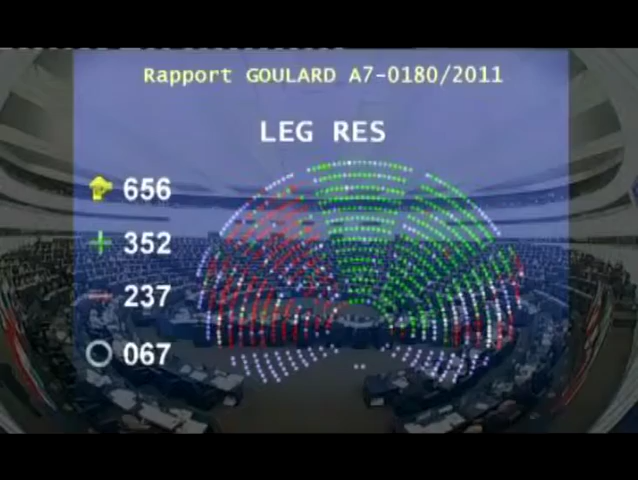 Rapport GOULARD A7-0180/2011
LEG RES
656
+ 352
- 237
067